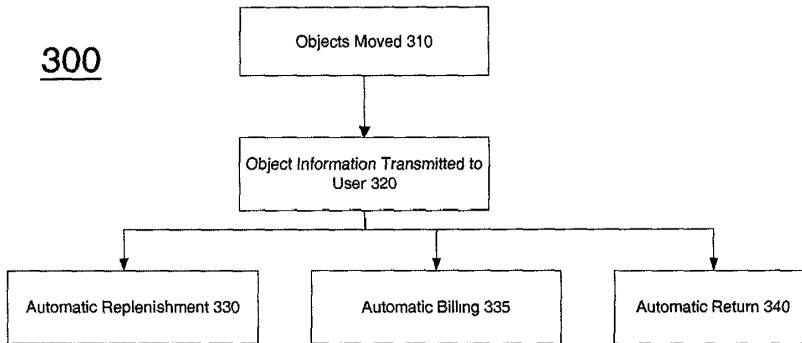 300
Objects Moved 310
Object Information Transmitted to
User 320
Automatic Replenishment 330
Automatic Billing 335
Automatic Return 340